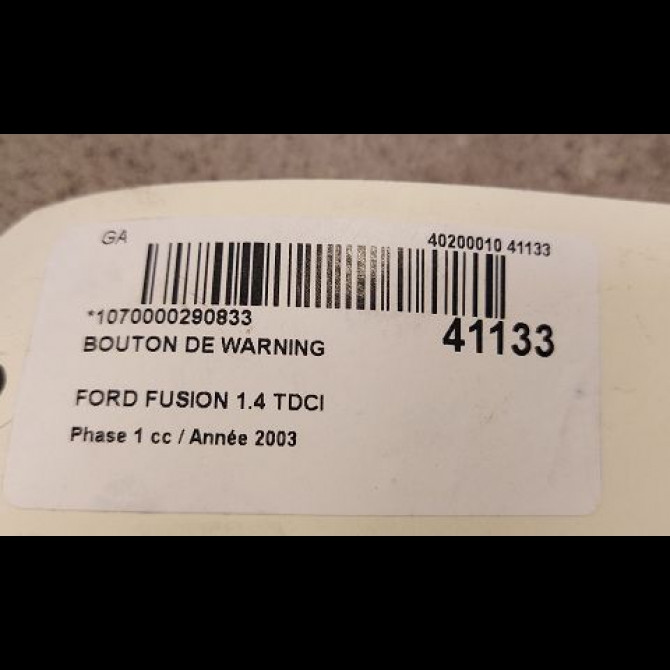 GA 40200010 41133
*1070000290833 41133
BOUTON DE WARNING
FORD FUSION 1.4 TDCI
Phase 1 cc / Année 2003